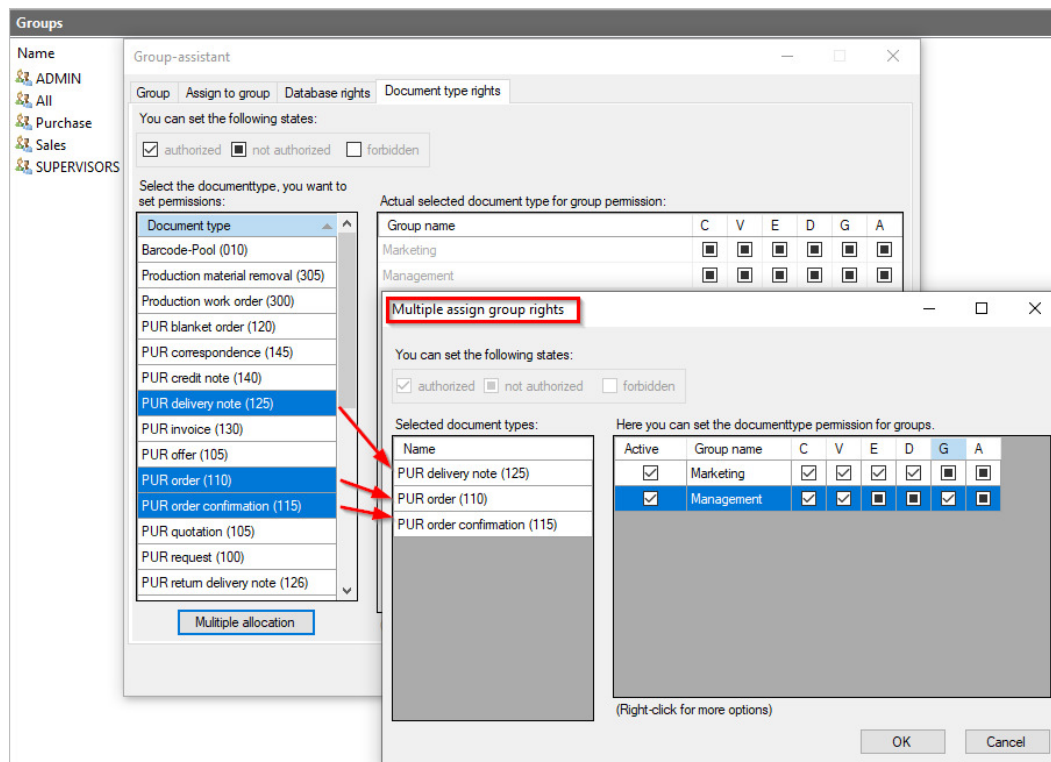 Groups
Name
ADMIN
All
Purchase
Sales
SUPERVISORS
Group-assistant
Group Assign to group Database rights Document type rights
You can set the following states:
authorized not authorized forbidden
Select the documenttype, you want to
set permissions:
Document type
Barcode-Pool (010)
Production material removal (305)
Production work order (300)
PUR blanket order (120)
PUR correspondence (145)
PUR credit note (140)
PUR delivery note (125)
PUR invoice (130)
PUR offer (105)
PUR order (110)
PUR order confirmation (115)
PUR quotation (105)
PUR request (100)
PUR return delivery note (126)
Multiple allocation
Actual selected document type for group permission:
Group name C V E D G A
Marketing
Management
Multiple assign group rights
You can set the following states:
authorized not authorized forbidden
Selected document types:
Name
PUR delivery note (125)
PUR order (110)
PUR order confirmation (115)
Here you can set the documenttype permission for groups.
Active Group name C V E D G A
Marketing
Management
(Right-click for more options)
OK Cancel